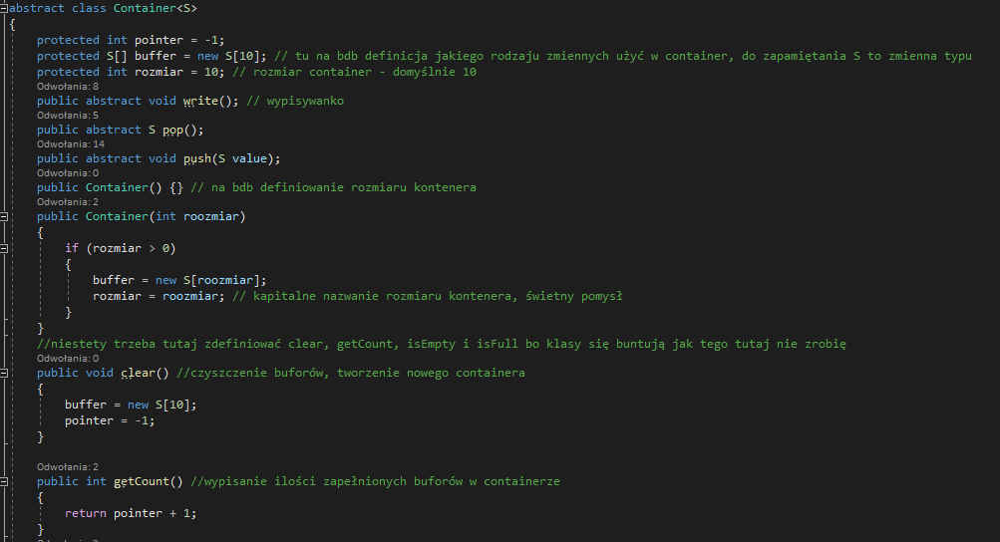 abstract class Container<S>
{
protected int pointer = -1;
protected S[] buffer = new S[10]; // tu na bdb definicja jakiego rodzaju zmiennych użyć w container, do zapamiętania S to zmienna typu
protected int rozmiar = 10; // rozmiar container - domyślnie 10
Odwołania: 8
public abstract void write(); // wypisywanko
Odwołania: 5
public abstract S pop();
Odwołania: 14
public abstract void push(S value);
Odwołania: 0
public Container() {} // na bdb definiowanie rozmiaru kontenera
Odwołania: 2
public Container(int roozmiar)
{
if (rozmiar > 0)
{
buffer = new S[roozmiar];
rozmiar = roozmiar; // kapitalne nazwanie rozmiaru kontenera, świetny pomysł
}
}
//niestety trzeba tutaj zdefiniować clear, getCount, isEmpty i isFull bo klasy się buntują jak tego tutaj nie zrobię
Odwołania: 0
public void clear() //czyszczenie buforów, tworzenie nowego containera
{
buffer = new S[10];
pointer = -1;
}
Odwołania: 2
public int getCount() //wypisanie ilości zapełnionych buforów w containerze
{
return pointer + 1;
}